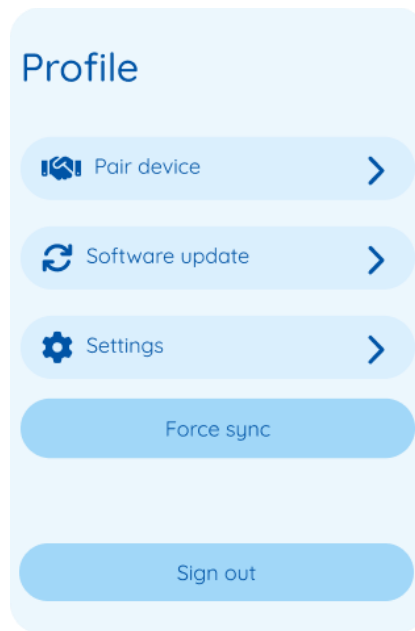 Profile
Pair device
Software update
Settings
Force sync
Sign out